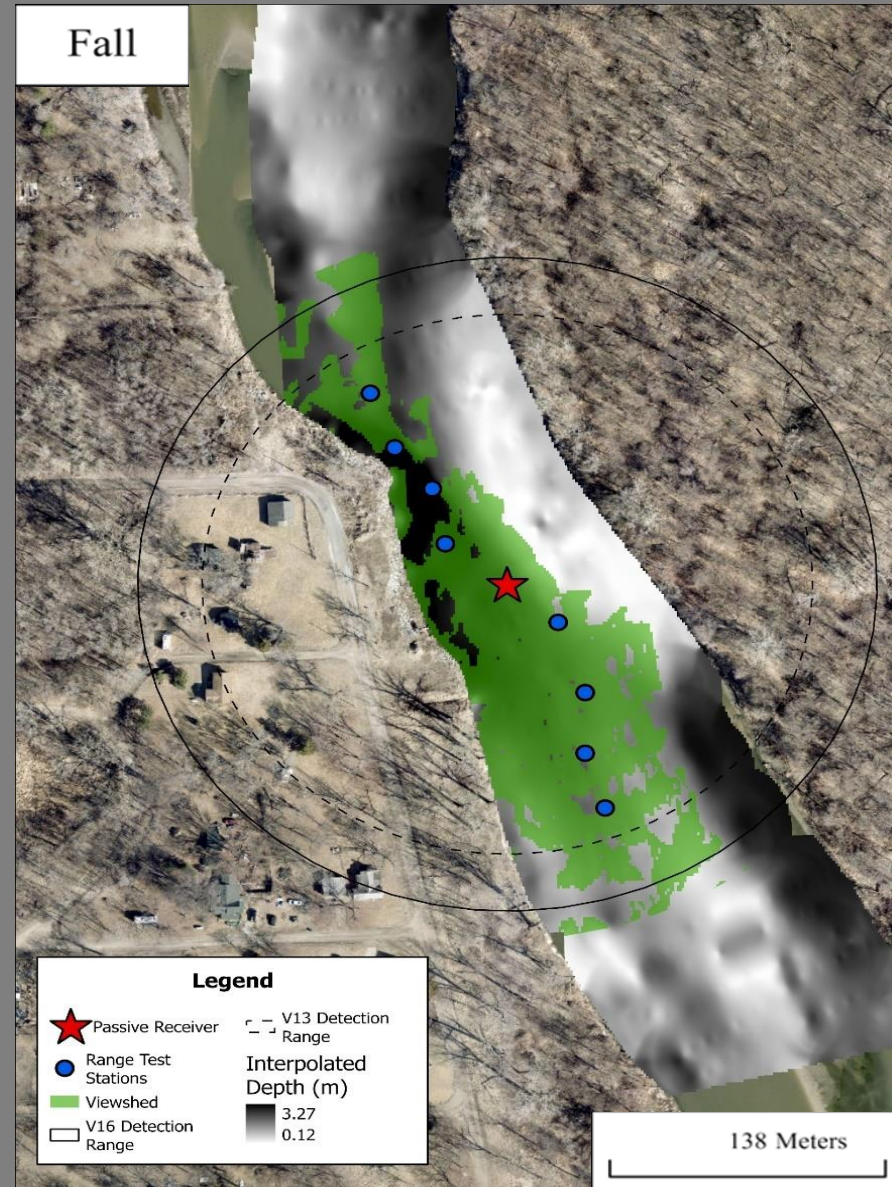 Fall
Legend
Passive Receiver
Range Test
Stations
Viewshed
V16 Detection
Range
V13 Detection
Range
Interpolated
Depth (m)
3.27
0.12
138 Meters